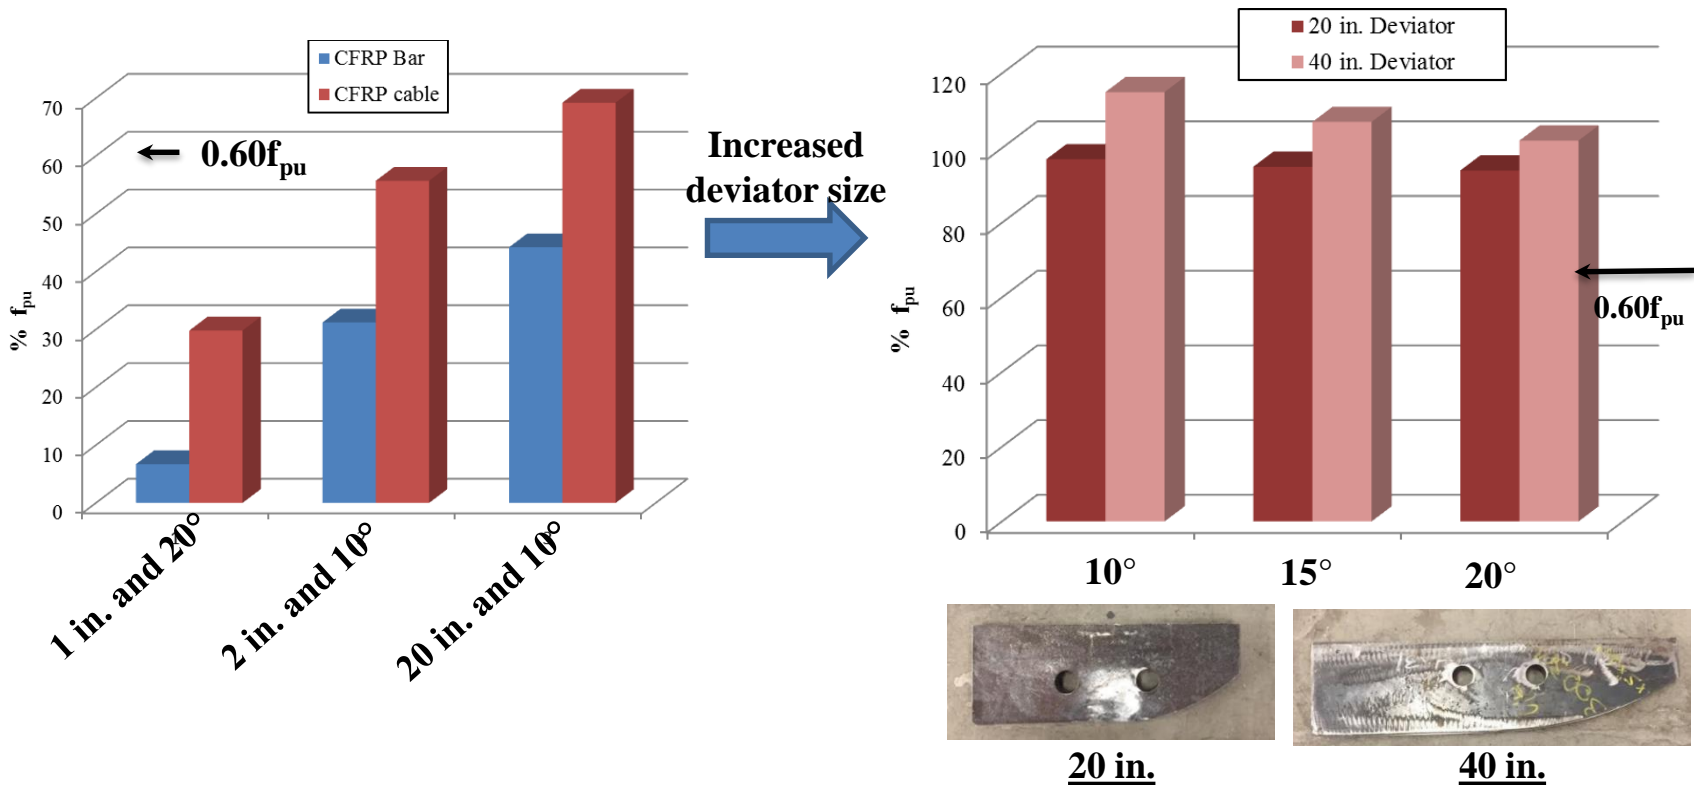 CFRP Bar
CFRP cable
70
60
50
40
30
20
10
0
% fpu
0.60fpu
1 in. and 20°
2 in. and 10°
20 in. and 10°
Increased
deviator size
20 in. Deviator
40 in. Deviator
120
100
80
60
40
20
0
% fpu
0.60fpu
10°
15°
20°
20 in.
40 in.